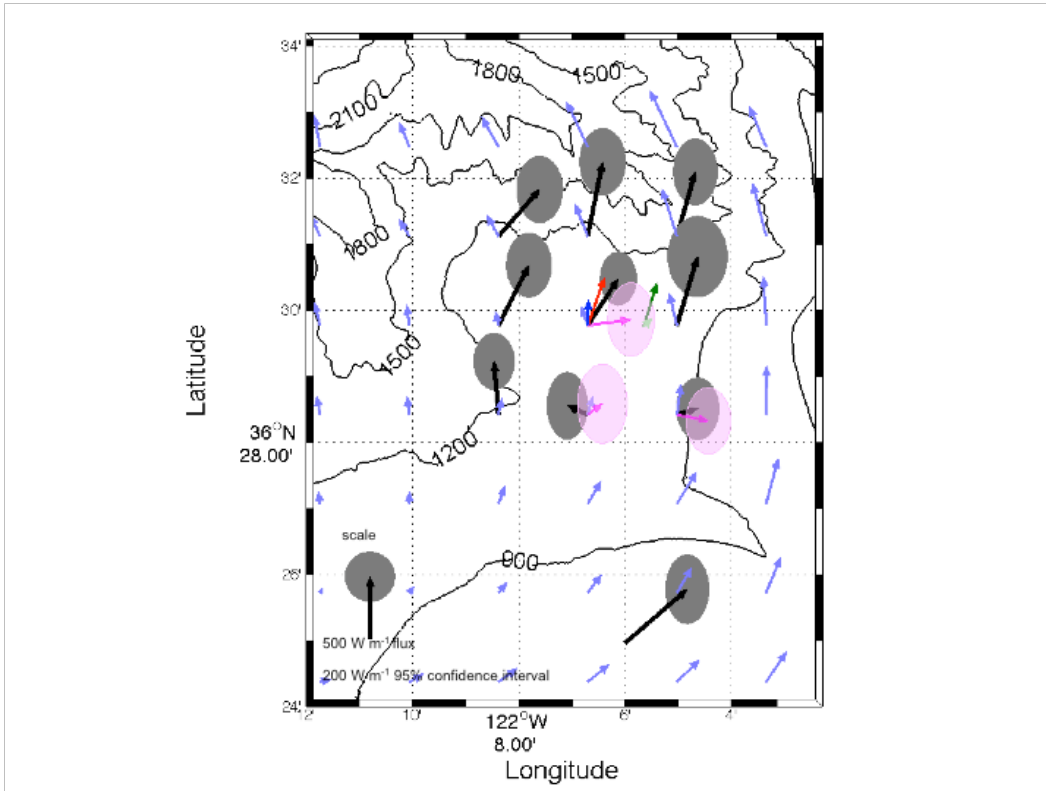 34'
1800
1500
2100
32'
1800
30'
1500
Latitude
36°N
28.00'
1200
scale
900
26'
500 W m⁻¹ flux
200 W m⁻¹ 95% confidence interval
24'
12'
10'
122°W
8.00'
6'
4'
Longitude